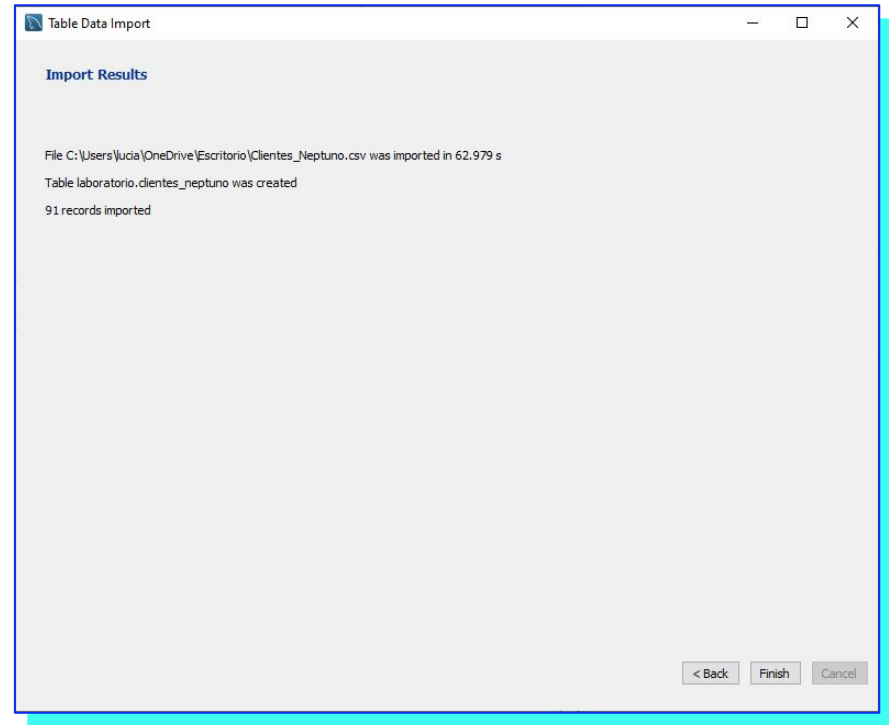 Table Data Import
Import Results
File C:\Users\lucia\OneDrive\Escritorio\Clientes_Neptuno.csv was imported in 62.979 s
Table laboratorio.clientes_neptuno was created
91 records imported
< Back Finish Cancel